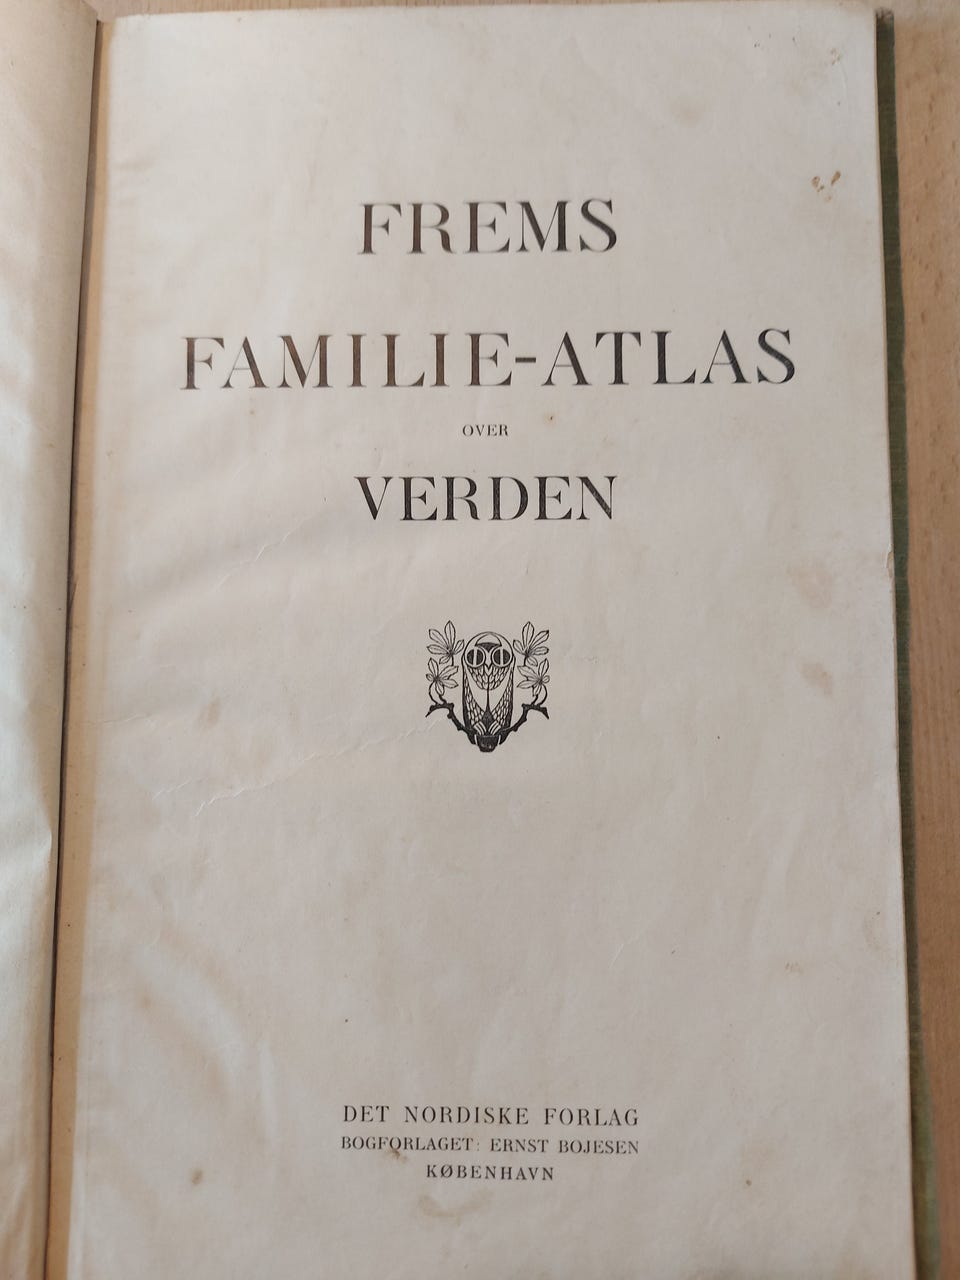 FREMS
FAMILIE-ATLAS
OVER
VERDEN
DET NORDISKE FORLAG
BOGFORLAGET: ERNST BOJESEN
KØBENHAVN